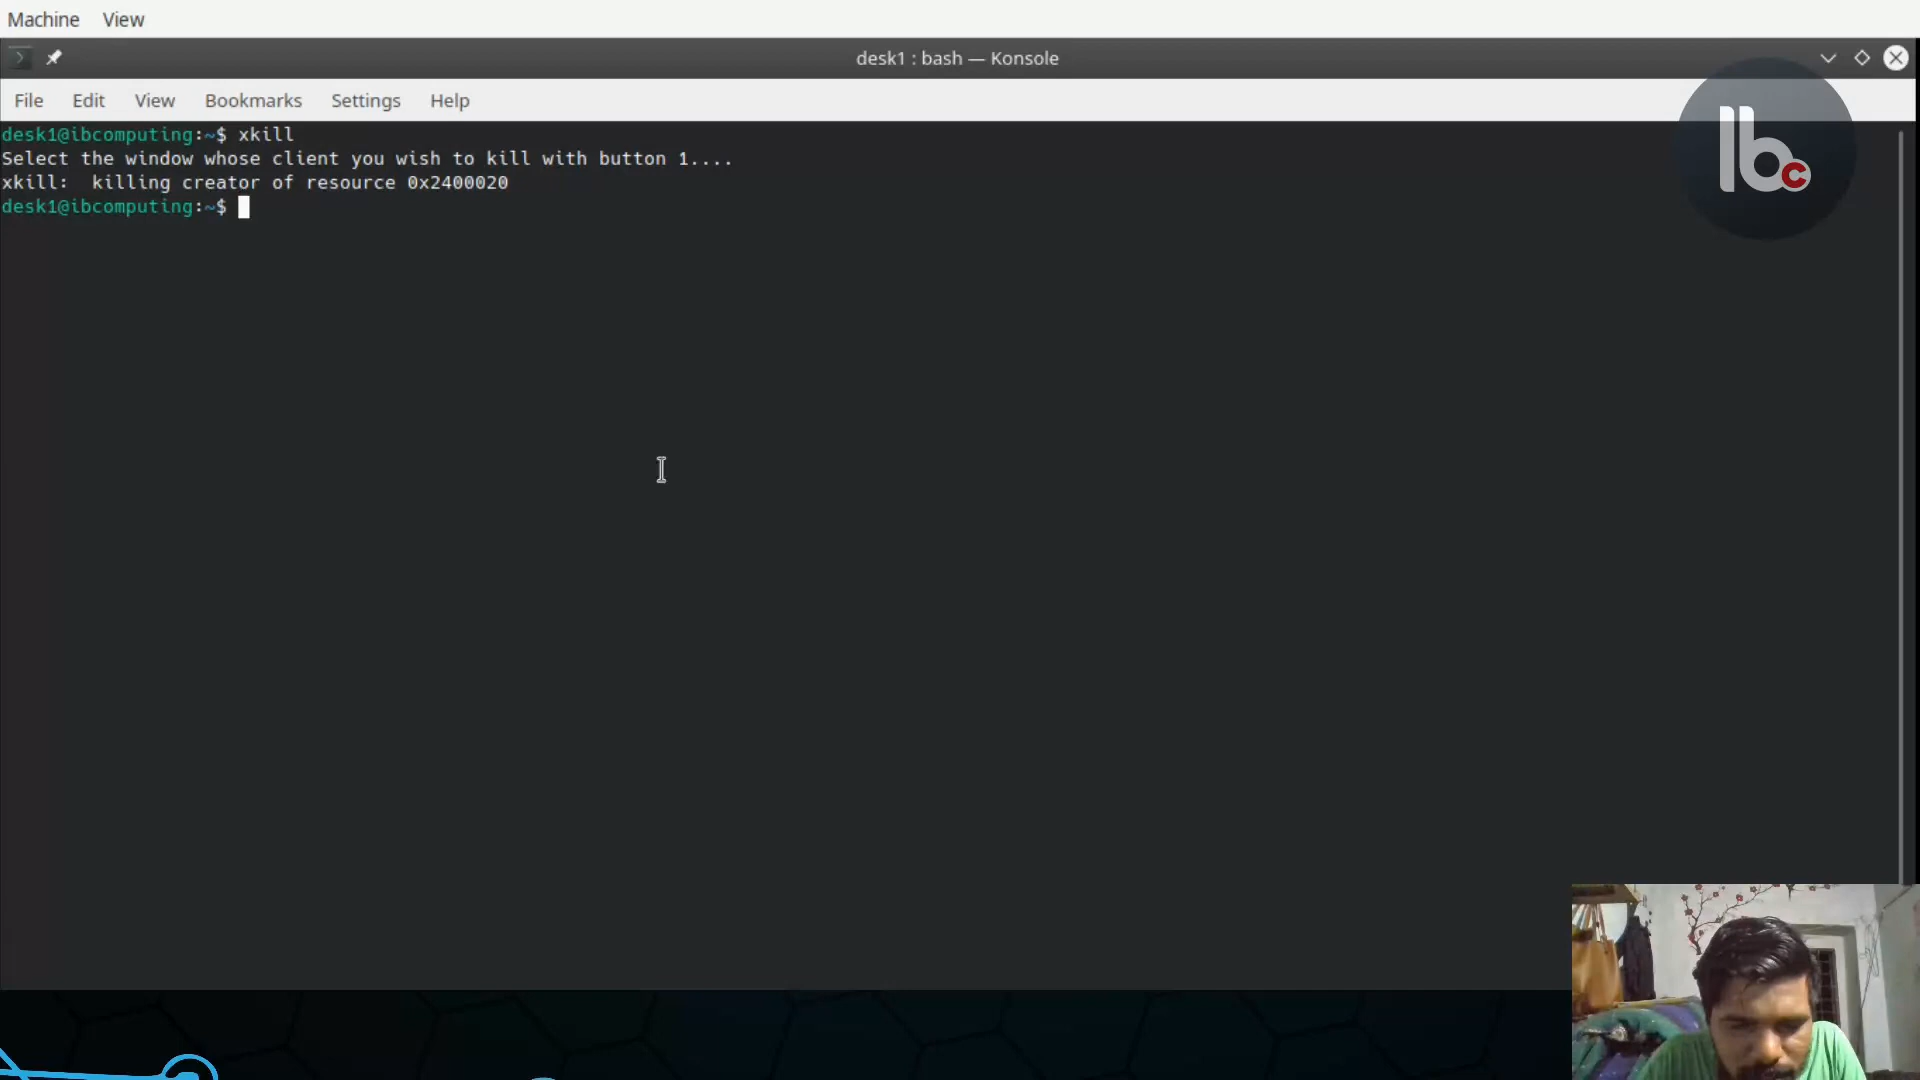 Machine View
desk1 : bash — Konsole
File Edit View Bookmarks Settings Help
desk1@ibcomputing:~$ xkill
Select the window whose client you wish to kill with button 1....
xkill:  killing creator of resource 0x2400020
desk1@ibcomputing:~$
Ibc